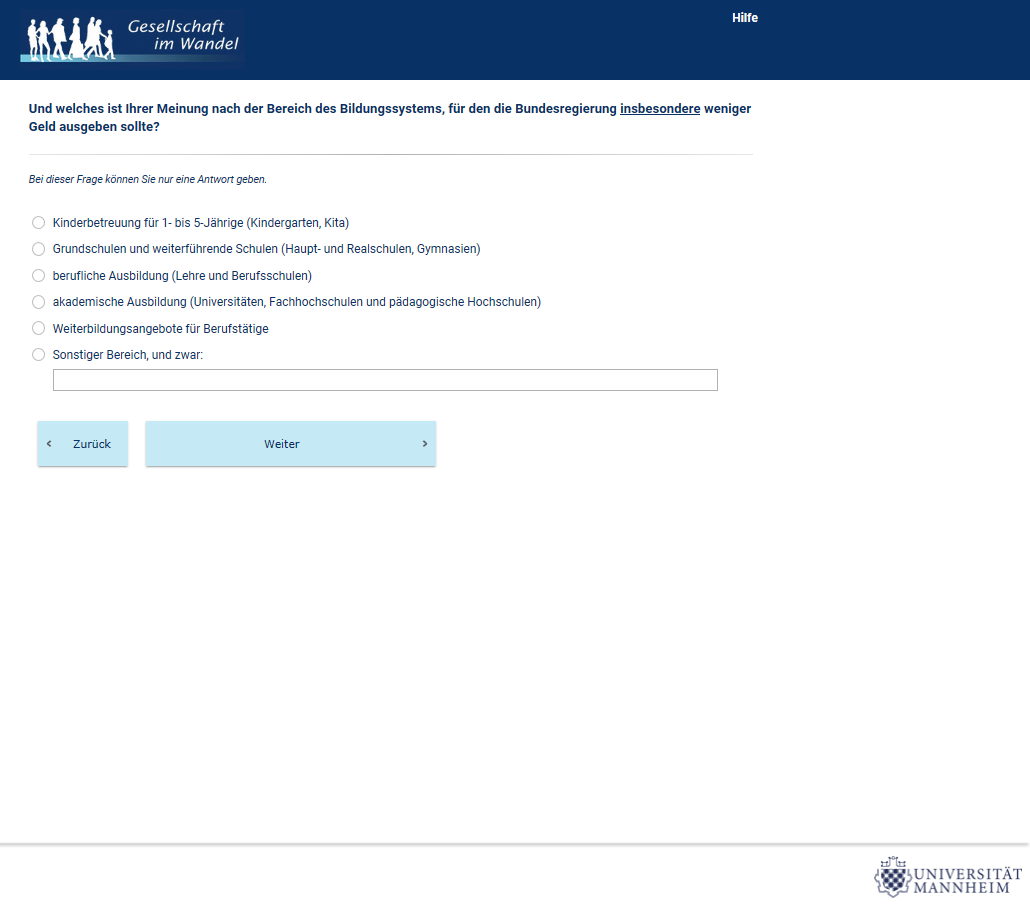 Gesellschaft
im Wandel
Hilfe
Und welches ist Ihrer Meinung nach der Bereich des Bildungssystems, für den die Bundesregierung insbesondere weniger
Geld ausgeben sollte?
Bei dieser Frage können Sie nur eine Antwort geben.
Kinderbetreuung für 1- bis 5-Jährige (Kindergarten, Kita)
Grundschulen und weiterführende Schulen (Haupt- und Realschulen, Gymnasien)
berufliche Ausbildung (Lehre und Berufsschulen)
akademische Ausbildung (Universitäten, Fachhochschulen und pädagogische Hochschulen)
Weiterbildungsangebote für Berufstätige
Sonstiger Bereich, und zwar:
‹ Zurück
Weiter ›
UNIVERSITÄT
MANNHEIM